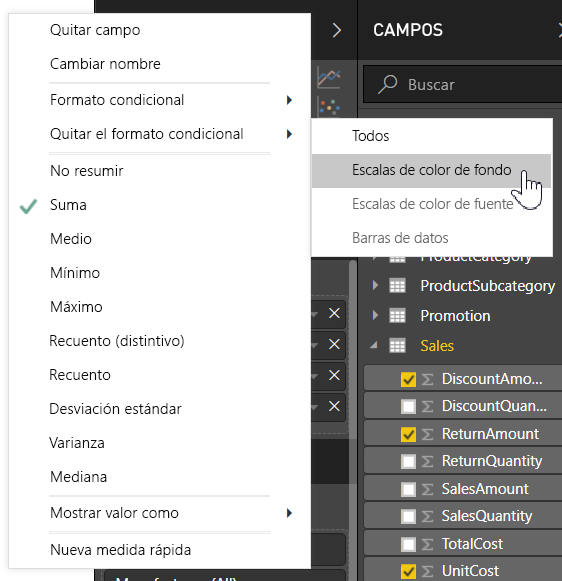 Quitar campo
Cambiar nombre
Formato condicional
Quitar el formato condicional
No resumir
Suma
Medio
Mínimo
Máximo
Recuento (distintivo)
Recuento
Desviación estándar
Varianza
Mediana
Mostrar valor como
Nueva medida rápida
Todos
Escalas de color de fondo
Escalas de color de fuente
Barras de datos
CAMPOS
Buscar
ProductCategory
ProductSubcategory
Promotion
Sales
DiscountAmo...
DiscountQuan...
ReturnAmount
ReturnQuantity
SalesAmount
SalesQuantity
TotalCost
UnitCost